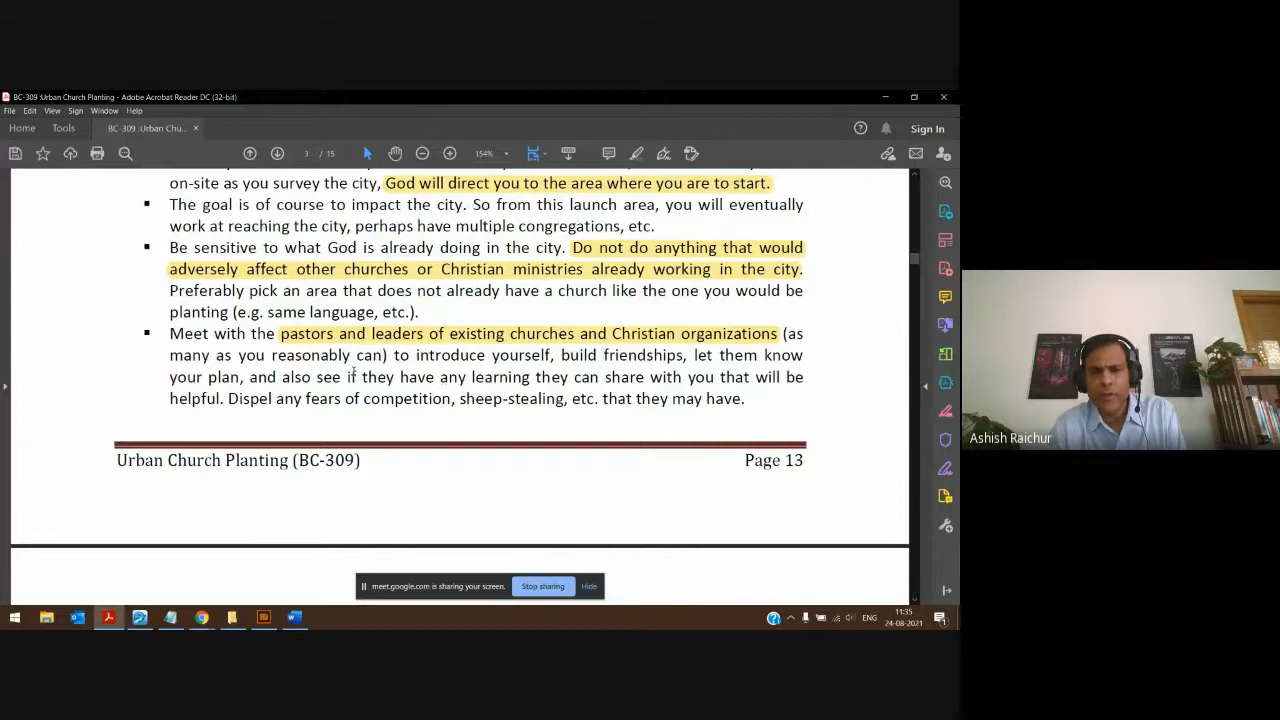 BC-309 :Urban Church Planting - Adobe Acrobat Reader DC (32-bit)
File Edit View Sign Window Help
Home Tools BC-309 :Urban Chu... × Sign In
3 / 15 154%
on-site as you survey the city, God will direct you to the area where you are to start.
▪ The goal is of course to impact the city. So from this launch area, you will eventually
work at reaching the city, perhaps have multiple congregations, etc.
▪ Be sensitive to what God is already doing in the city. Do not do anything that would
adversely affect other churches or Christian ministries already working in the city.
Preferably pick an area that does not already have a church like the one you would be
planting (e.g. same language, etc.).
▪ Meet with the pastors and leaders of existing churches and Christian organizations (as
many as you reasonably can) to introduce yourself, build friendships, let them know
your plan, and also see if they have any learning they can share with you that will be
helpful. Dispel any fears of competition, sheep-stealing, etc. that they may have.
Urban Church Planting (BC-309) Page 13
Ashish Raichur
meet.google.com is sharing your screen. Stop sharing Hide
ENG 11:35
24-08-2021